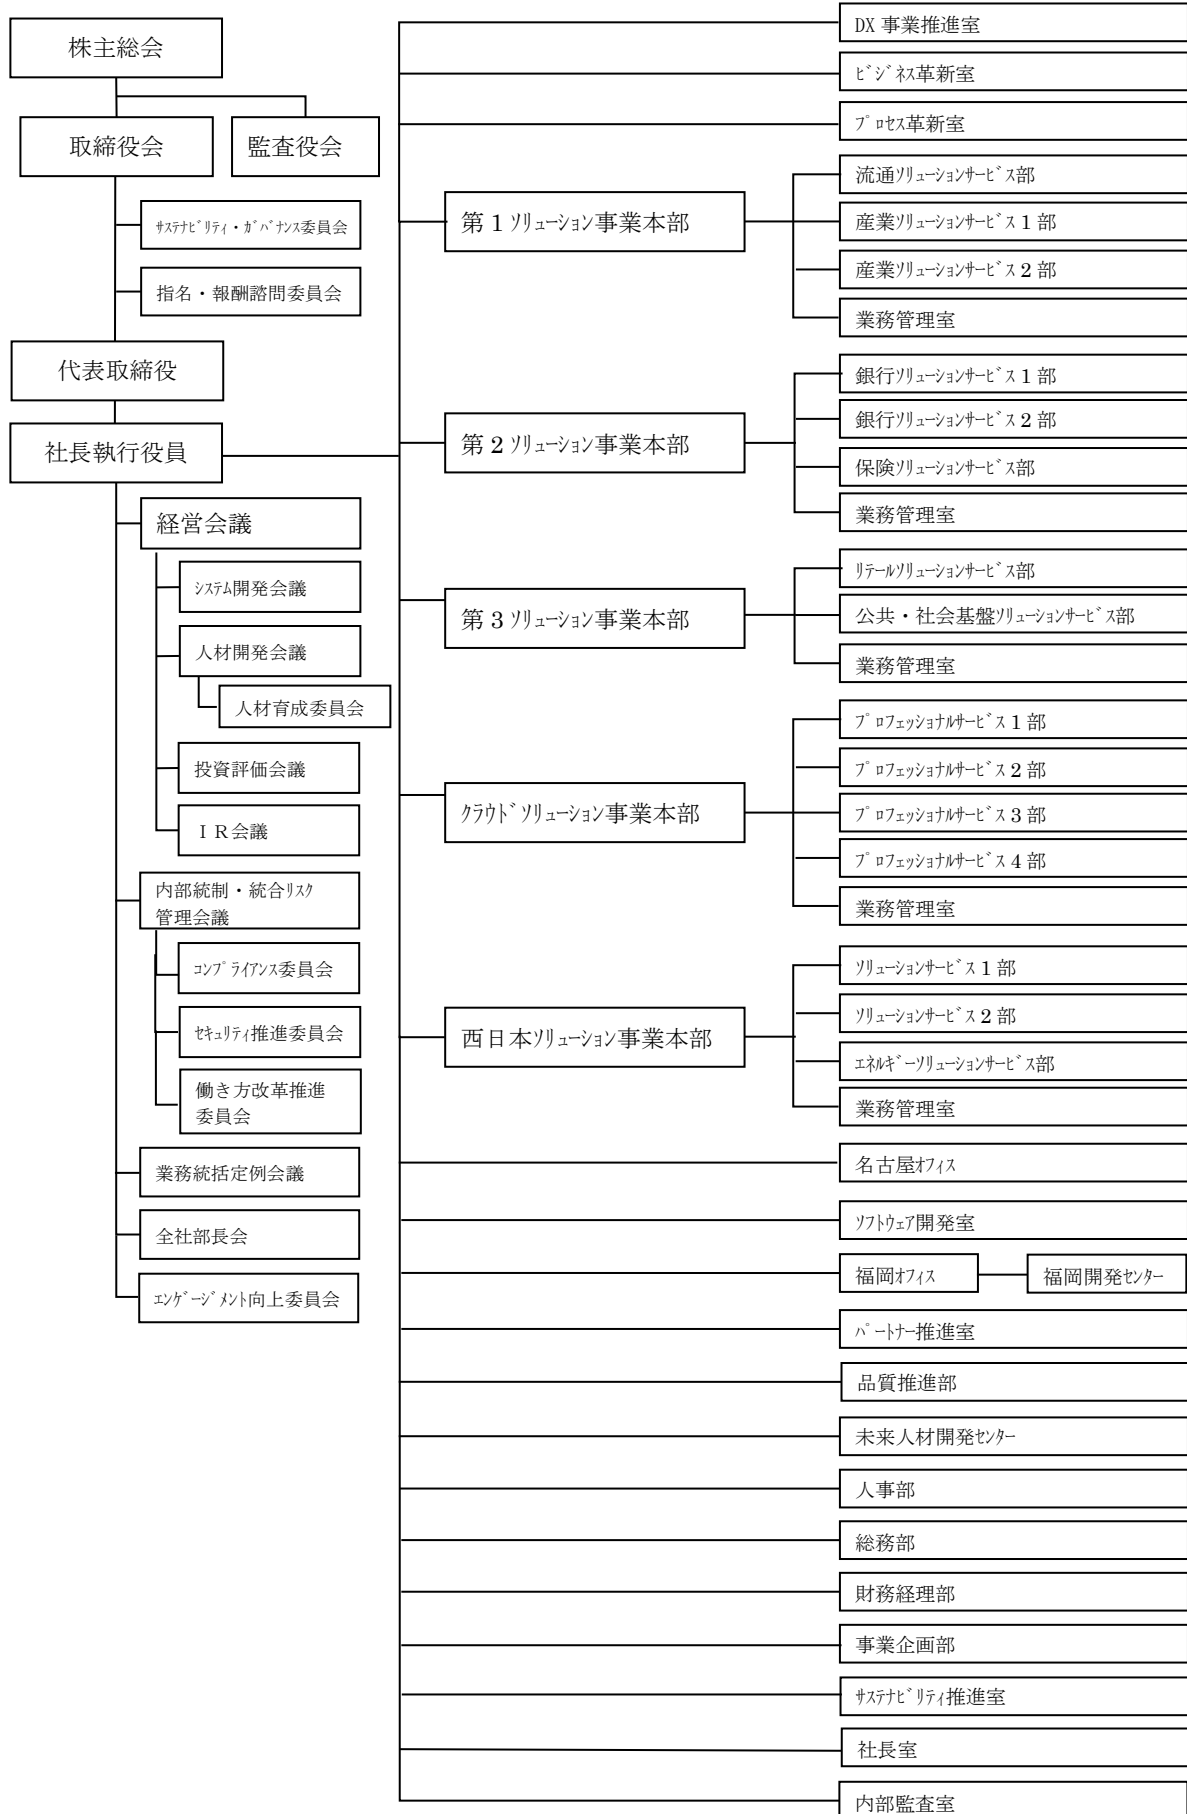 株主総会
取締役会
監査役会
ｻｽﾃﾅﾋﾞﾘﾃｨ・ｶﾞﾊﾞﾅﾝｽ委員会
指名・報酬諮問委員会
代表取締役
社長執行役員
経営会議
ｼｽﾃﾑ開発会議
人材開発会議
人材育成委員会
投資評価会議
ＩＲ会議
内部統制・統合ﾘｽｸ
管理会議
ｺﾝﾌﾟﾗｲｱﾝｽ委員会
ｾｷｭﾘﾃｨ推進委員会
働き方改革推進
委員会
業務統括定例会議
全社部長会
ｴﾝｹﾞｰｼﾞﾒﾝﾄ向上委員会
DX 事業推進室
ﾋﾞｼﾞﾈｽ革新室
ﾌﾟﾛｾｽ革新室
第 1 ｿﾘｭｰｼｮﾝ事業本部
流通ｿﾘｭｰｼｮﾝｻｰﾋﾞｽ部
産業ｿﾘｭｰｼｮﾝｻｰﾋﾞｽ 1 部
産業ｿﾘｭｰｼｮﾝｻｰﾋﾞｽ 2 部
業務管理室
第 2 ｿﾘｭｰｼｮﾝ事業本部
銀行ｿﾘｭｰｼｮﾝｻｰﾋﾞｽ 1 部
銀行ｿﾘｭｰｼｮﾝｻｰﾋﾞｽ 2 部
保険ｿﾘｭｰｼｮﾝｻｰﾋﾞｽ部
業務管理室
第 3 ｿﾘｭｰｼｮﾝ事業本部
ﾘﾃｰﾙｿﾘｭｰｼｮﾝｻｰﾋﾞｽ部
公共・社会基盤ｿﾘｭｰｼｮﾝｻｰﾋﾞｽ部
業務管理室
ｸﾗｳﾄﾞｿﾘｭｰｼｮﾝ事業本部
ﾌﾟﾛﾌｪｯｼｮﾅﾙｻｰﾋﾞｽ 1 部
ﾌﾟﾛﾌｪｯｼｮﾅﾙｻｰﾋﾞｽ 2 部
ﾌﾟﾛﾌｪｯｼｮﾅﾙｻｰﾋﾞｽ 3 部
ﾌﾟﾛﾌｪｯｼｮﾅﾙｻｰﾋﾞｽ 4 部
業務管理室
西日本ｿﾘｭｰｼｮﾝ事業本部
ｿﾘｭｰｼｮﾝｻｰﾋﾞｽ 1 部
ｿﾘｭｰｼｮﾝｻｰﾋﾞｽ 2 部
ｴﾈﾙｷﾞｰｿﾘｭｰｼｮﾝｻｰﾋﾞｽ部
業務管理室
名古屋ｵﾌｨｽ
ｿﾌﾄｳｪｱ開発室
福岡ｵﾌｨｽ
福岡開発ｾﾝﾀｰ
ﾊﾟｰﾄﾅｰ推進室
品質推進部
未来人材開発ｾﾝﾀｰ
人事部
総務部
財務経理部
事業企画部
ｻｽﾃﾅﾋﾞﾘﾃｨ推進室
社長室
内部監査室